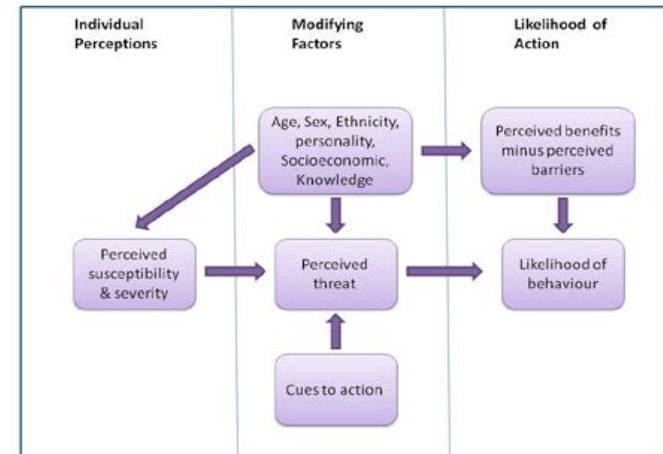 Individual
Perceptions
Modifying
Factors
Likelihood of
Action
Age, Sex, Ethnicity,
personality,
Socioeconomic,
Knowledge
Perceived benefits
minus perceived
barriers
Perceived
susceptibility
& severity
Perceived
threat
Likelihood of
behaviour
Cues to action